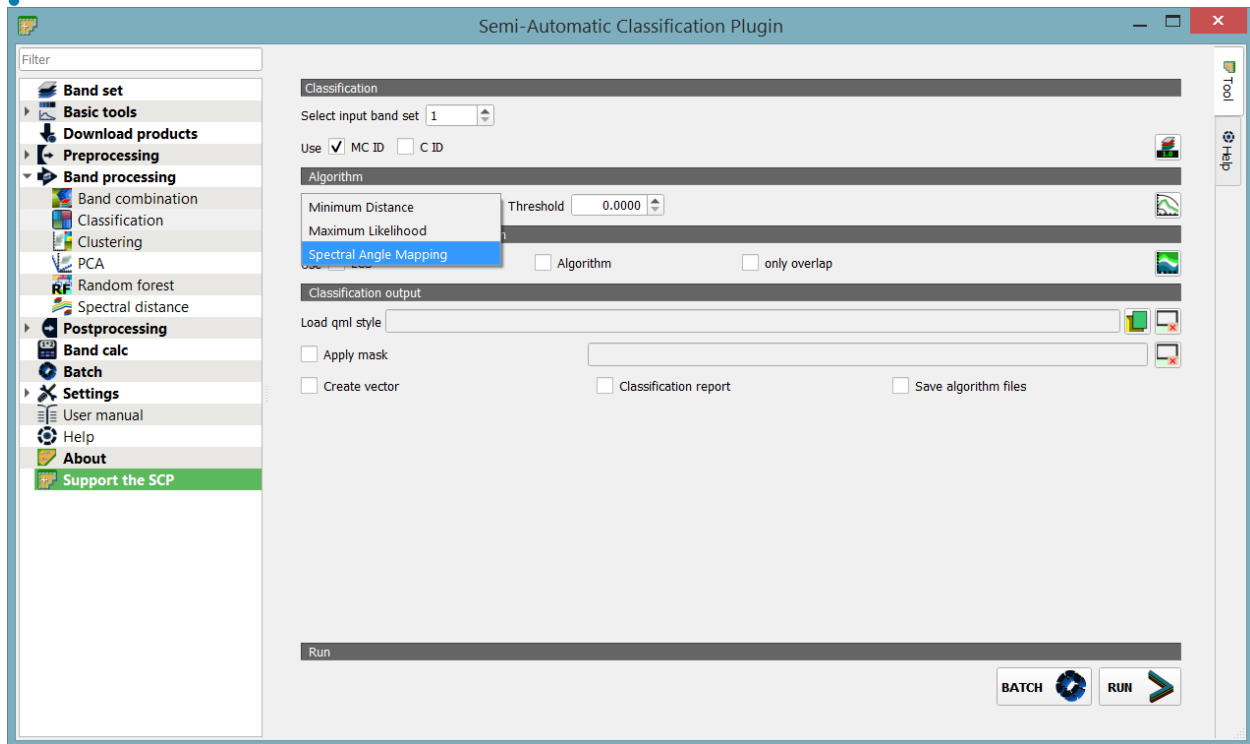 Semi-Automatic Classification Plugin
Filter
Band set
Basic tools
Download products
Preprocessing
Band processing
Band combination
Classification
Clustering
PCA
RF Random forest
Spectral distance
Postprocessing
Band calc
Batch
Settings
User manual
Help
About
Support the SCP
Classification
Select input band set 1
Use MC ID C ID
Algorithm
Minimum Distance
Threshold 0.0000
Maximum Likelihood
Spectral Angle Mapping
Algorithm only overlap
Classification output
Load qml style
Apply mask
Create vector Classification report Save algorithm files
Run
BATCH RUN
Tool
Help